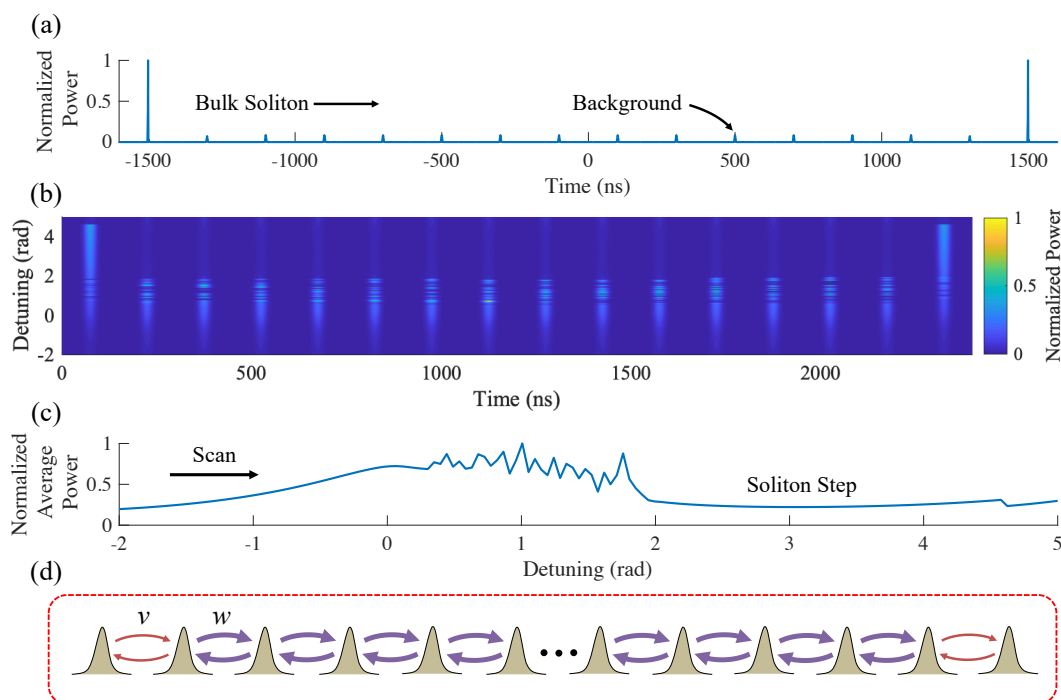 (a)
Normalized
Power
1
0.5
0
Bulk Soliton
Background
-1500
-1000
-500
0
500
1000
1500
Time (ns)
(b)
Detuning (rad)
4
2
0
-2
0
500
1000
1500
2000
Time (ns)
1
0.5
0
Normalized Power
(c)
Normalized
Average
Power
1
0.5
0
Scan
Soliton Step
-2
-1
0
1
2
3
4
5
Detuning (rad)
(d)
v
w